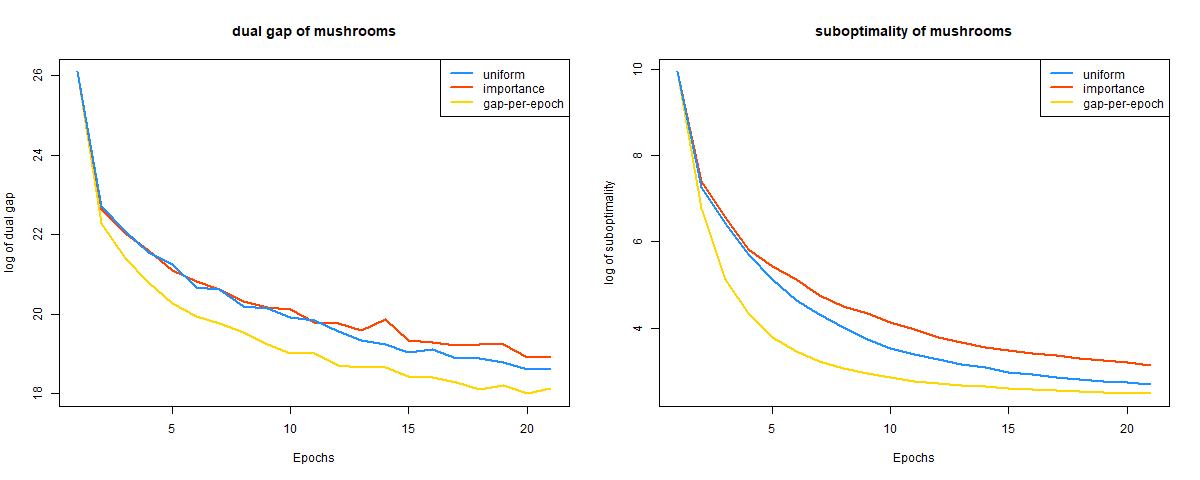 dual gap of mushrooms
log of dual gap
26
24
22
20
18
uniform
importance
gap-per-epoch
5
10
15
20
Epochs
suboptimality of mushrooms
log of suboptimality
10
8
6
4
uniform
importance
gap-per-epoch
5
10
15
20
Epochs